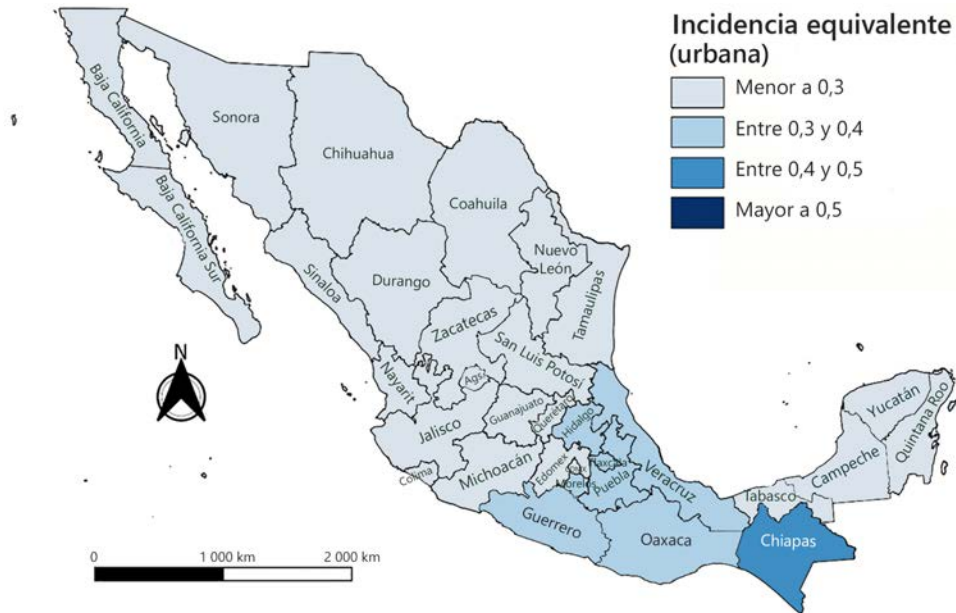 Incidencia equivalente
(urbana)
Menor a 0,3
Entre 0,3 y 0,4
Entre 0,4 y 0,5
Mayor a 0,5
Baja California
Sonora
Chihuahua
Coahuila
Baja California Sur
Sinaloa
Durango
Nuevo
León
Tamaulipas
Zacatecas
San Luis Potosí
Nayarit
Ags.
Guanajuato
Querétaro
Hidalgo
Jalisco
Colima
Michoacán
Edomex
Tlaxcala
Morelos
Puebla
Veracruz
Guerrero
Oaxaca
Tabasco
Chiapas
Campeche
Yucatán
Quintana Roo
N
0 1 000 km 2 000 km